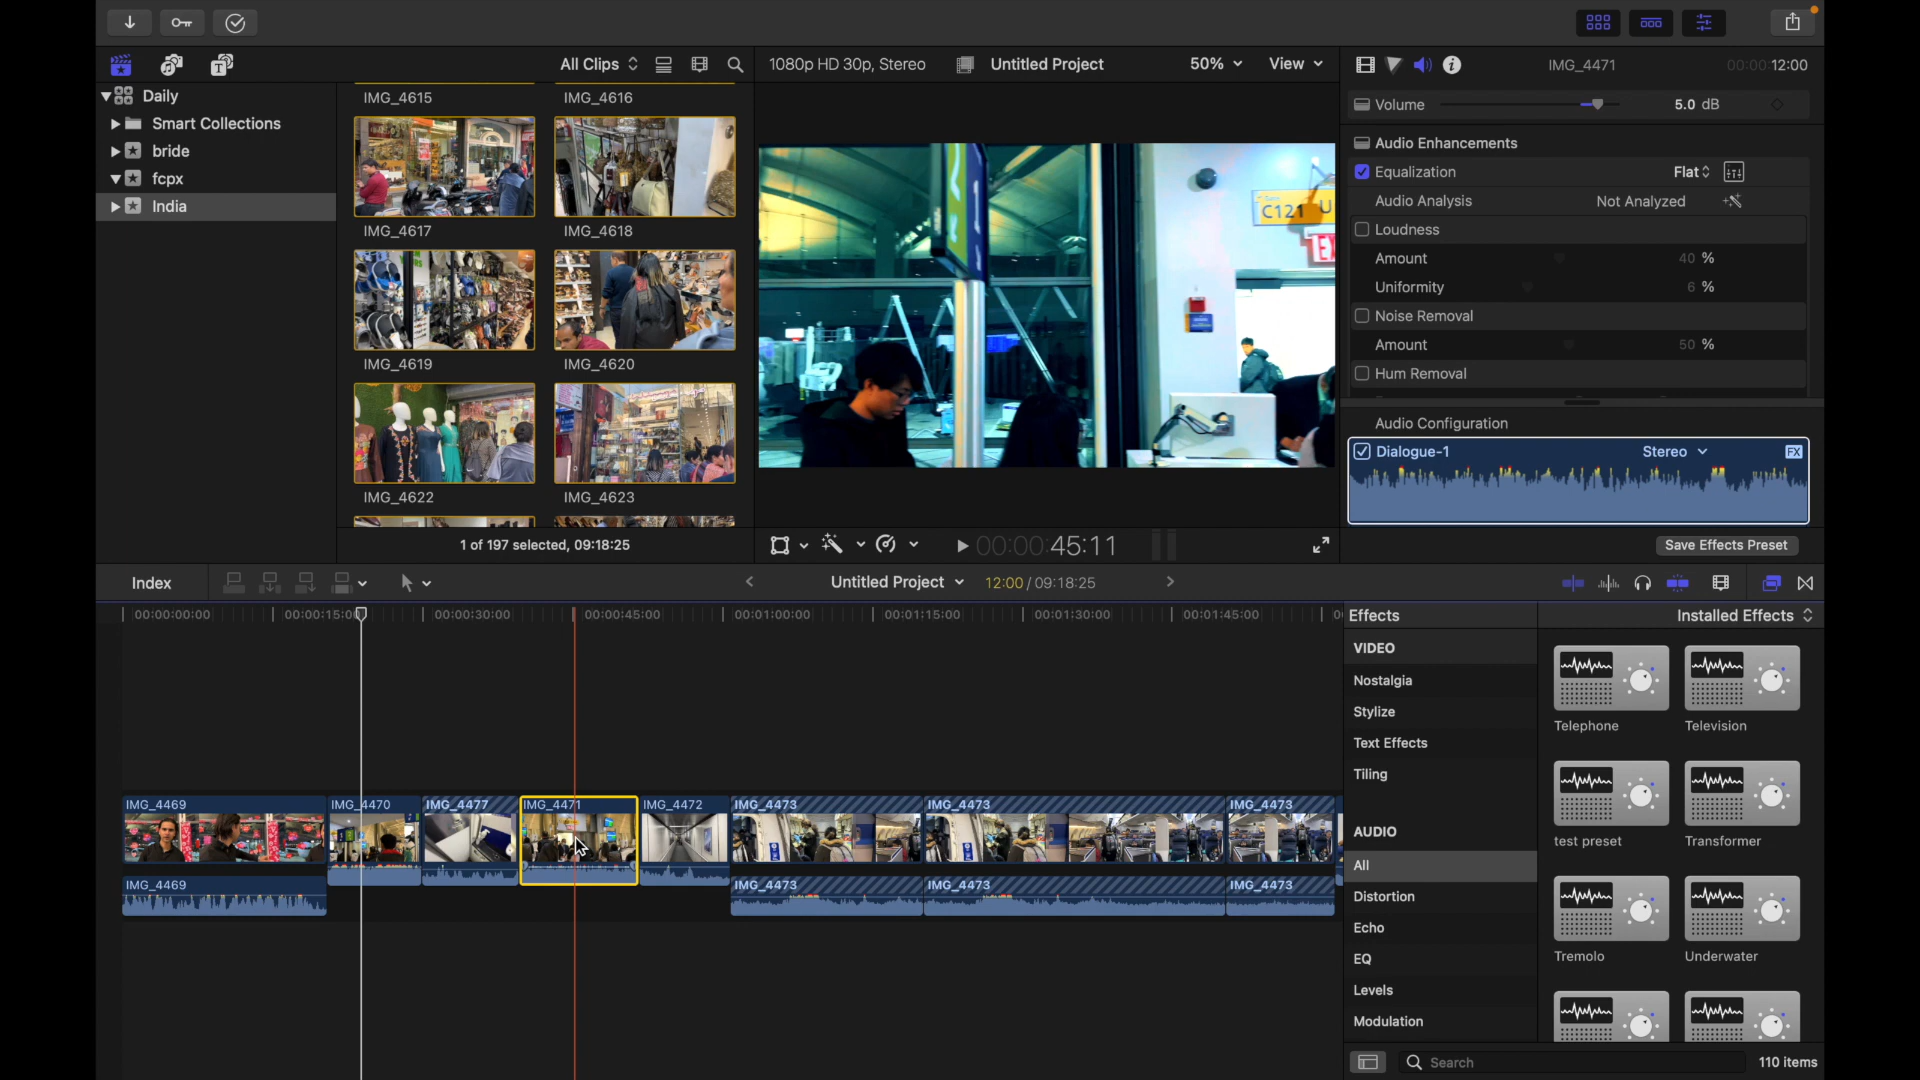 All Clips
1080p HD 30p, Stereo
Untitled Project
50%
View
IMG_4471
00:00:12:00
Daily
Smart Collections
bride
fcpx
India
IMG_4615
IMG_4616
IMG_4617
IMG_4618
IMG_4619
IMG_4620
IMG_4622
IMG_4623
1 of 197 selected, 09:18:25
C121
Volume
5.0 dB
Audio Enhancements
Equalization
Flat
Audio Analysis
Not Analyzed
Loudness
Amount
40 %
Uniformity
6 %
Noise Removal
Amount
50 %
Hum Removal
Audio Configuration
Dialogue-1
Stereo
FX
00:00:45:11
Save Effects Preset
Index
Untitled Project
12:00 / 09:18:25
00:00:00:00
00:00:15:00
00:00:30:00
00:00:45:00
00:01:00:00
00:01:15:00
00:01:30:00
00:01:45:00
IMG_4469
IMG_4470
IMG_4477
IMG_4471
IMG_4472
IMG_4473
IMG_4473
IMG_4473
IMG_4469
IMG_4473
IMG_4473
IMG_4473
Effects
Installed Effects
VIDEO
Nostalgia
Stylize
Text Effects
Tiling
AUDIO
All
Distortion
Echo
EQ
Levels
Modulation
Telephone
Television
test preset
Transformer
Tremolo
Underwater
Search
110 items